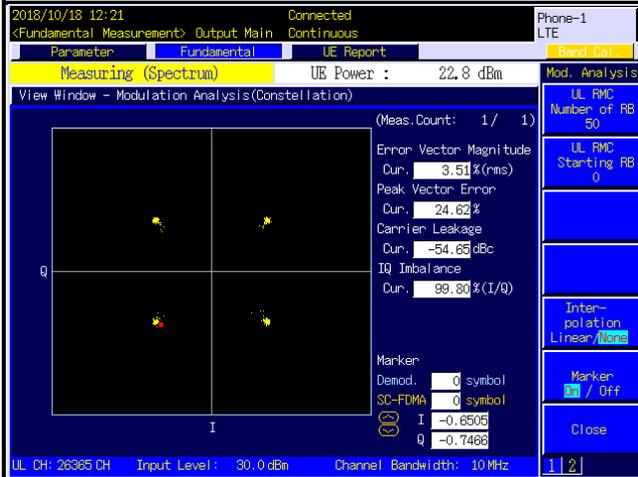 2018/10/18 12:21 Connected Phone-1
<Fundamental Measurement> Output Main Continuous LTE
Parameter Fundamental UE Report Band Cal.
Measuring (Spectrum) UE Power : 22.8 dBm Mod. Analysis
View Window - Modulation Analysis(Constellation)
(Meas.Count: 1/ 1)
Error Vector Magnitude
Cur. 3.51 %(rms)
Peak Vector Error
Cur. 24.62 %
Carrier Leakage
Cur. -54.65 dBc
IQ Imbalance
Cur. 99.80 %(I/Q)
Q
I
Marker
Demod. 0 symbol
SC-FDMA 0 symbol
I -0.6505
Q -0.7466
UL RMC
Number of RB
50
UL RMC
Starting RB
0
Inter-
polation
Linear/None
Marker
On / Off
Close
UL CH: 26365 CH Input Level: 30.0 dBm Channel Bandwidth: 10 MHz 1 2